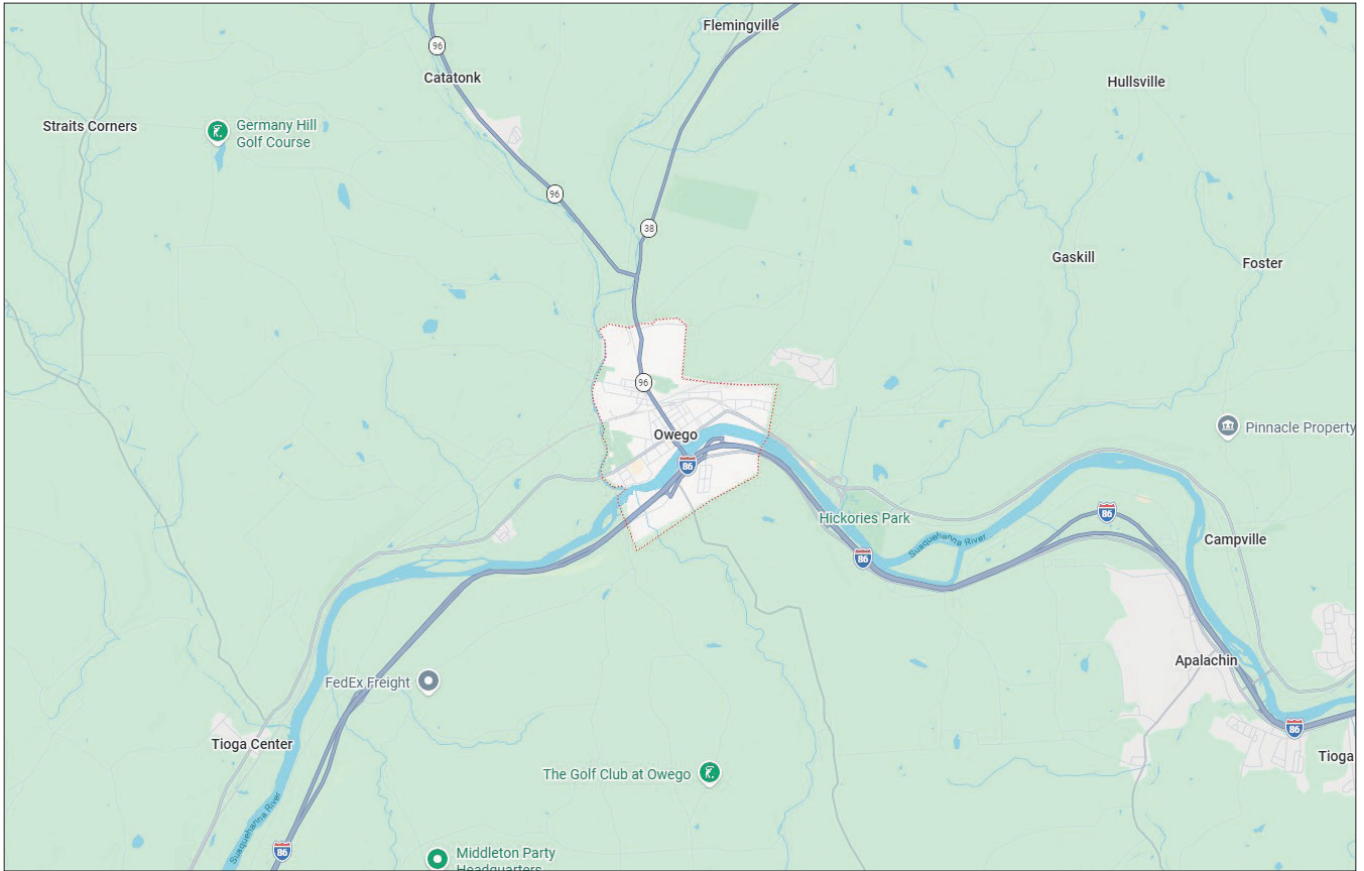 Flemingville
96
Catatonk
Hullsville
Straits Corners
Germany Hill
Golf Course
96
38
Gaskill
Foster
96
Owego
86
Pinnacle Property
Hickories Park
86
Susquehanna River
86
Campville
Apalachin
FedEx Freight
86
Tioga Center
Tioga
The Golf Club at Owego
Susquehanna River
86
Middleton Party
Headquarters